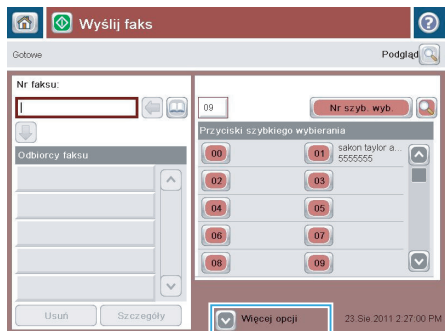 Wyślij faks
Gotowe
Podgląd
Nr faksu:
Odbiorcy faksu
Usuń
Szczegóły
09
Nr szyb. wyb.
Przyciski szybkiego wybierania
00
01 sakon taylor a...
5555555
02
03
04
05
06
07
08
09
Więcej opcji
23 Sie 2011 2:27:00 PM